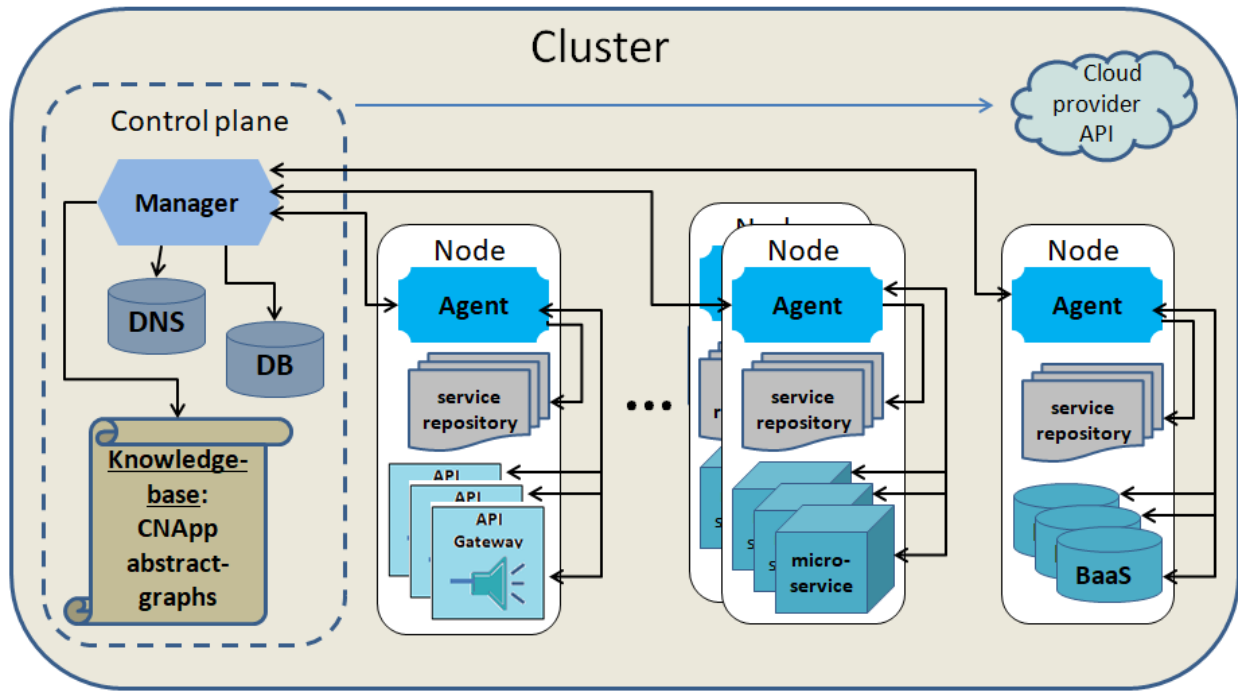 Cluster
Cloud
provider
API
Control plane
Manager
DNS
DB
Knowledge-
base:
CNApp
abstract-
graphs
Node
Agent
service
repository
API
API
API
Gateway
...
Node
Agent
service
repository
micro-
service
Node
Agent
service
repository
BaaS